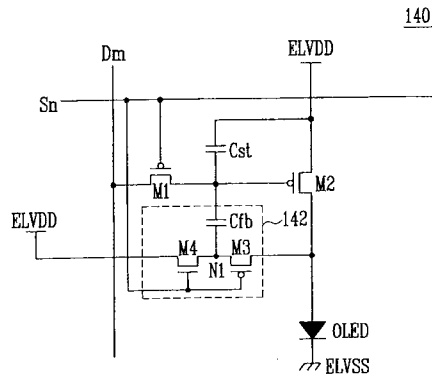 140
Dm
ELVDD
Sn
Cst
M1
M2
ELVDD
Cfb
142
M4
N1
M3
OLED
ELVSS